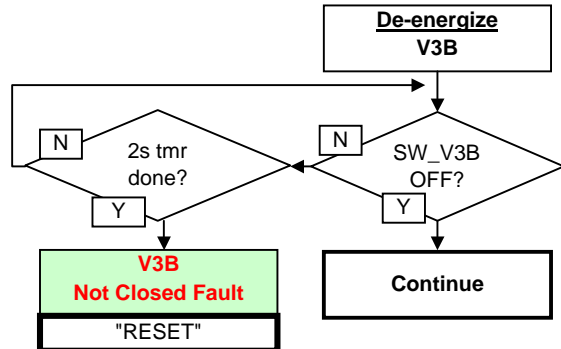 De-energize
V3B
N
2s tmr
done?
Y
N
SW_V3B
OFF?
Y
V3B
Not Closed Fault
"RESET"
Continue